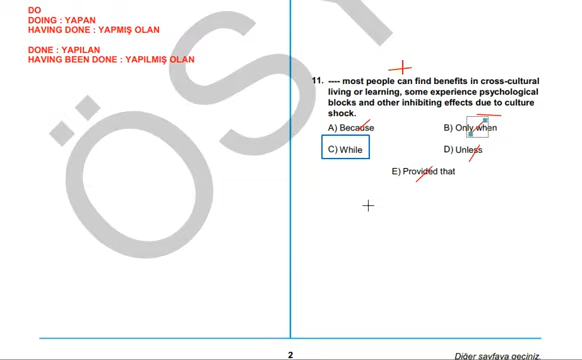 DO
DOING : YAPAN
HAVING DONE : YAPMIŞ OLAN
DONE : YAPILAN
HAVING BEEN DONE : YAPILMIŞ OLAN
ÖSY
11. ---- most people can find benefits in cross-cultural
living or learning, some experience psychological
blocks and other inhibiting effects due to culture
shock.
A) Because
B) Only when
C) While
D) Unless
E) Provided that
2
Diğer sayfaya geçiniz.